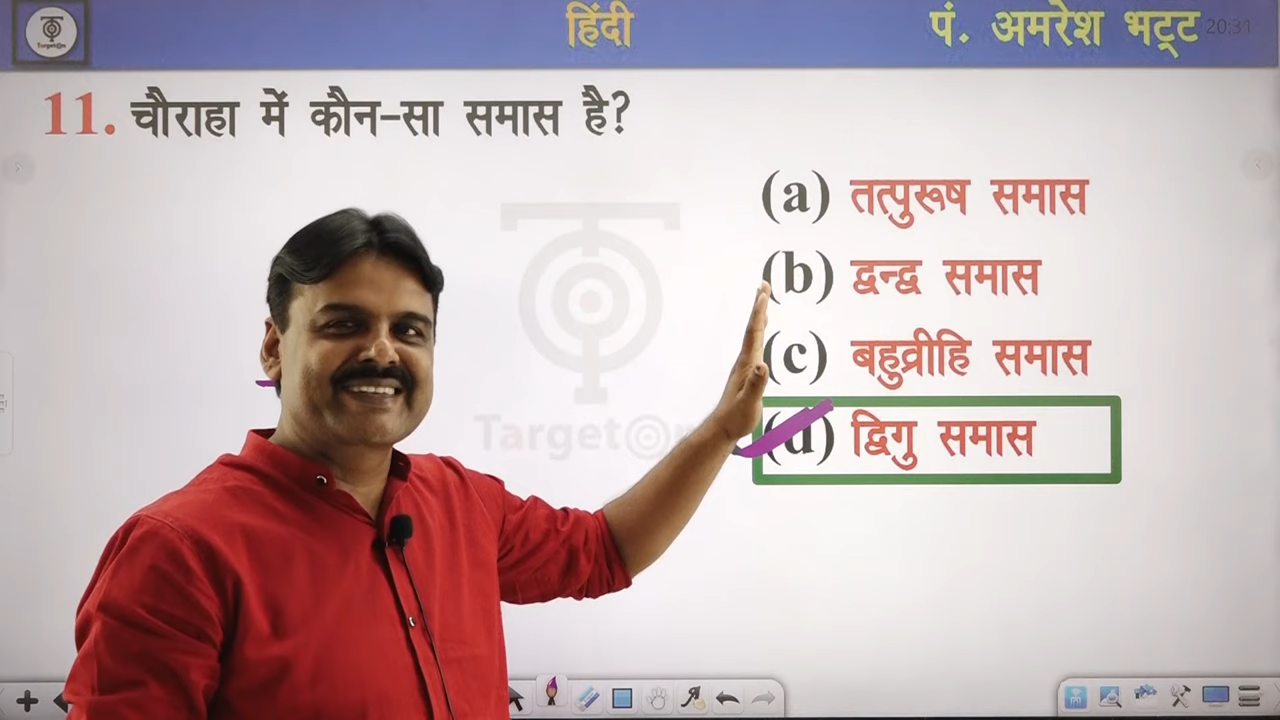 हिंदी
पं. अमरेश भट्ट 20:31
11. चौराहा में कौन-सा समास है?
(a) तत्पुरूष समास
(b) द्वन्द्व समास
(c) बहुव्रीहि समास
(d) द्विगु समास